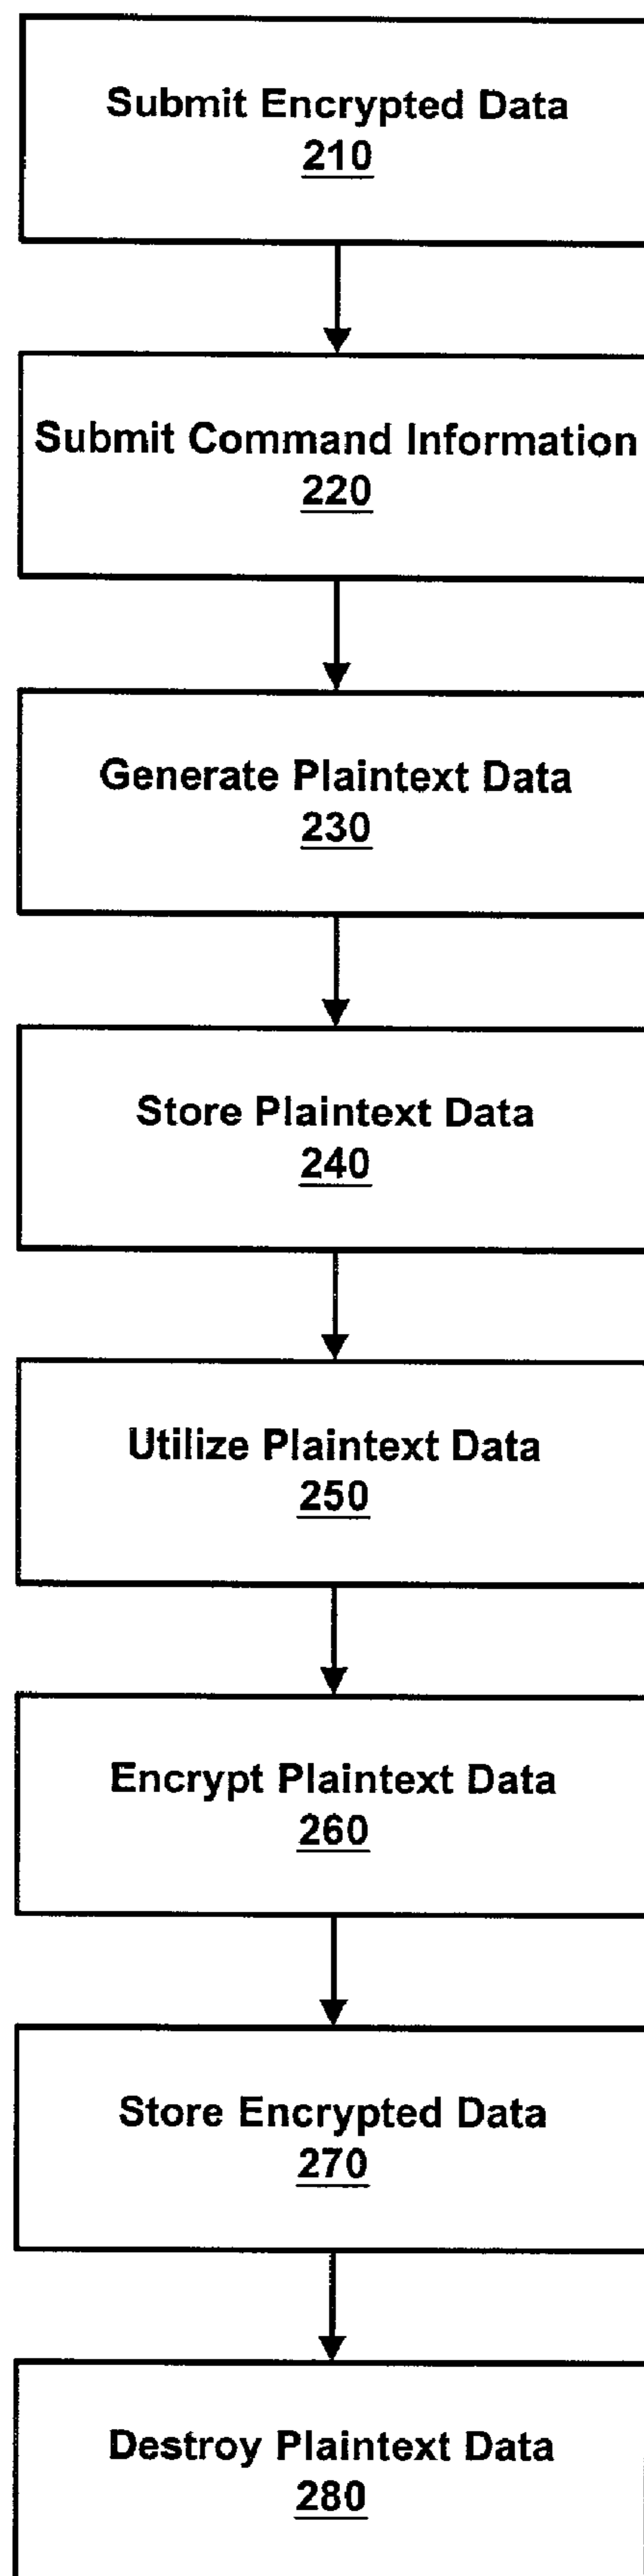 Submit Encrypted Data
210
Submit Command Information
220
Generate Plaintext Data
230
Store Plaintext Data
240
Utilize Plaintext Data
250
Encrypt Plaintext Data
260
Store Encrypted Data
270
Destroy Plaintext Data
280